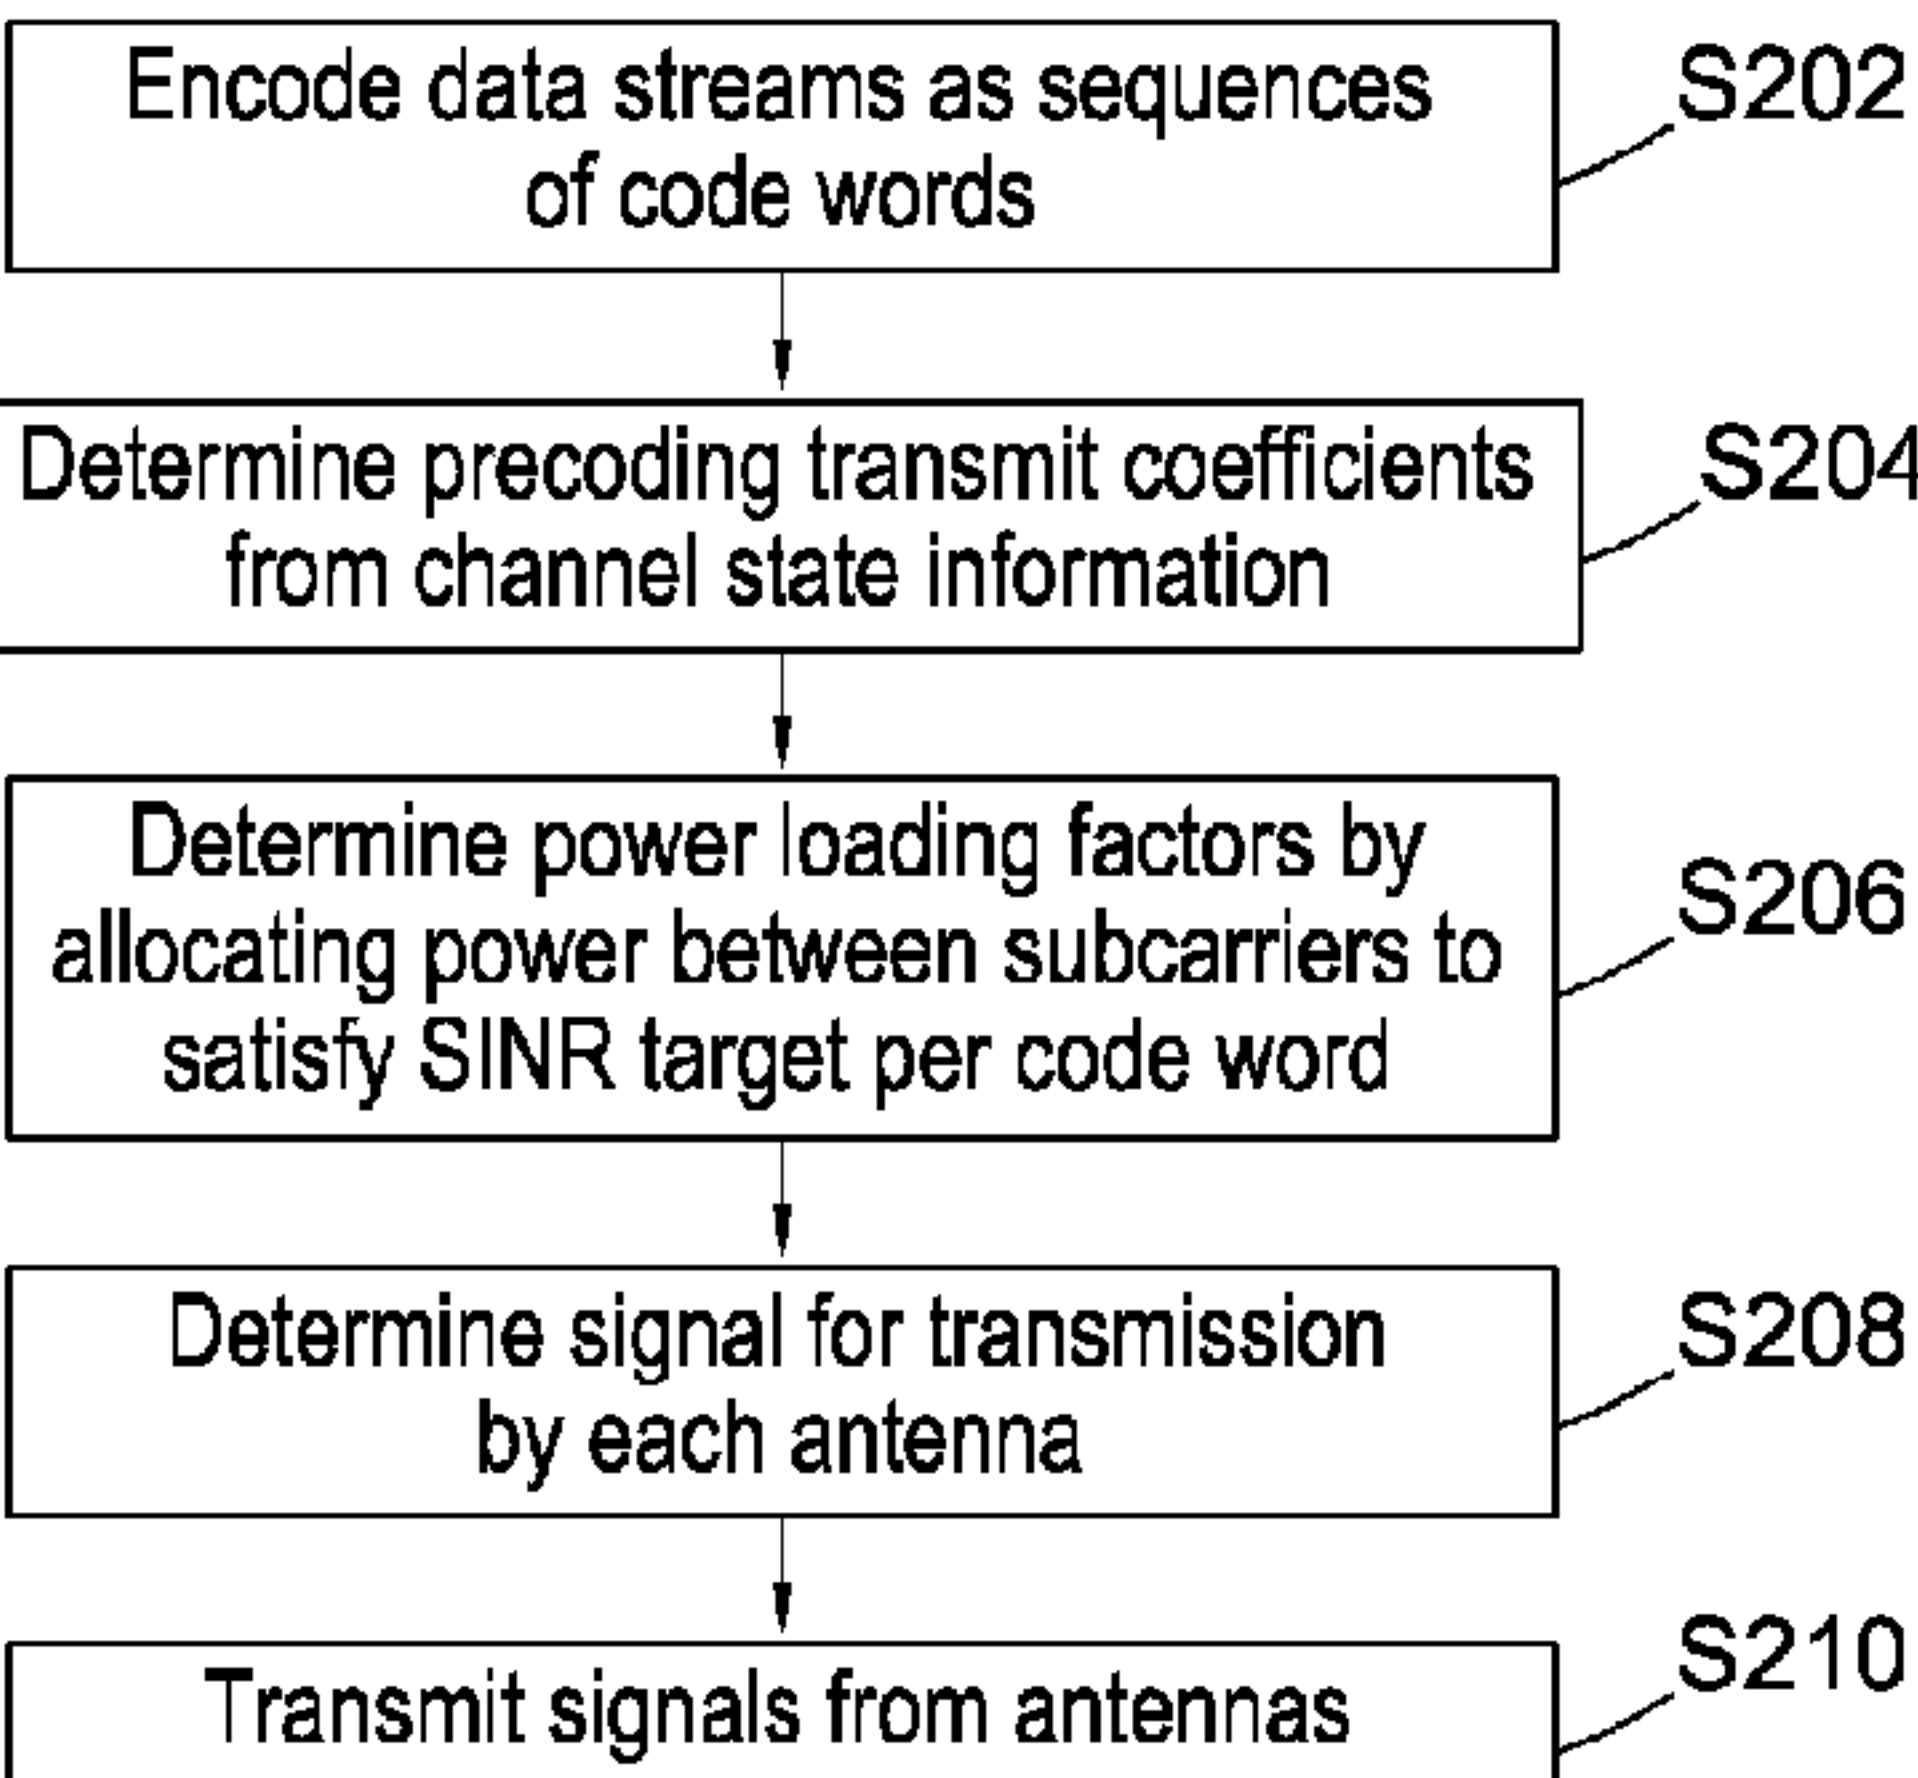 Encode data streams as sequences
of code words
S202
Determine precoding transmit coefficients
from channel state information
S204
Determine power loading factors by
allocating power between subcarriers to
satisfy SINR target per code word
S206
Determine signal for transmission
by each antenna
S208
Transmit signals from antennas
S210